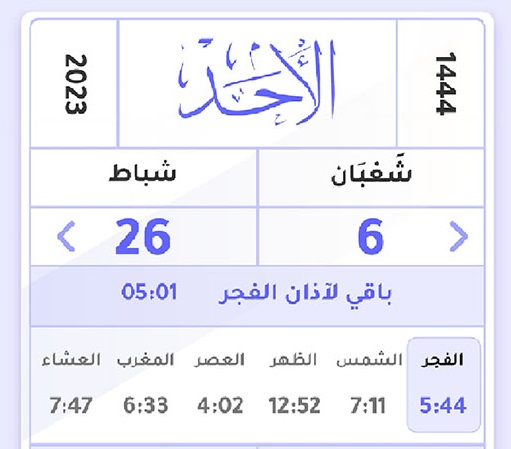 1444 الأحد 2023
شَعْبَان شباط
6 26
باقي لآذان الفجر 05:01
الفجر الشمس الظهر العصر المغرب العشاء
5:44 7:11 12:52 4:02 6:33 7:47